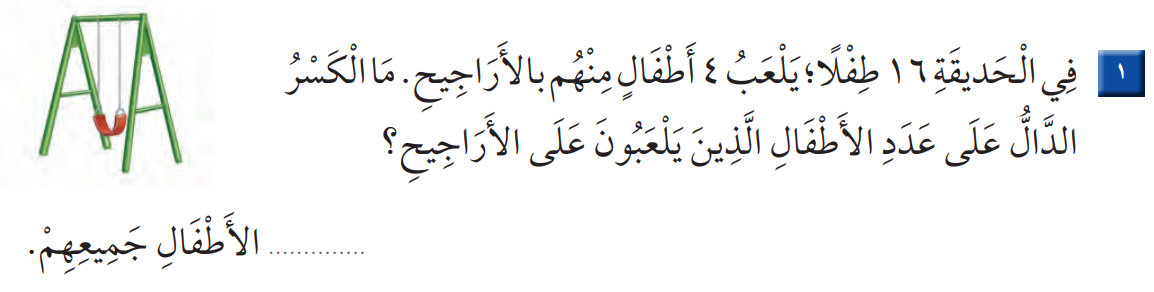 ١ فِي الْحَديقَةِ ١٦ طِفْلًا؛ يَلْعَبُ ٤ أَطْفَالٍ مِنْهُم بالأَرَاجِيحِ. مَا الْكَسْرُ
الدَّالُّ عَلَى عَدَدِ الأَطْفَالِ الَّذِينَ يَلْعَبُونَ عَلَى الأَرَاجِيحِ؟
.............. الأَطْفَالِ جَمِيعِهِمْ.